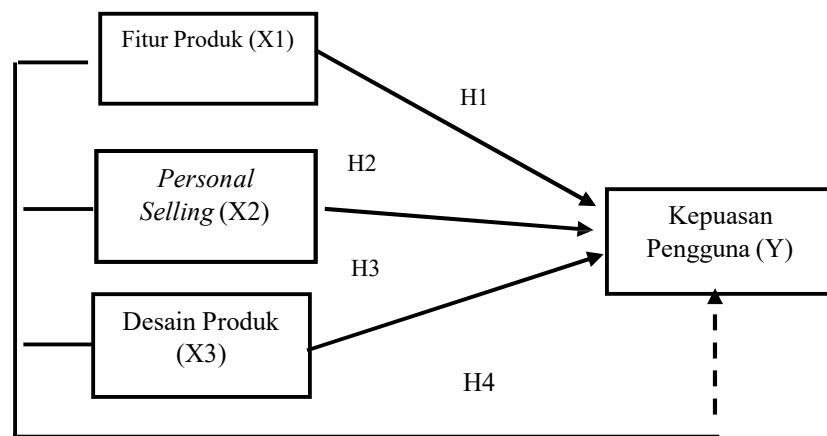 Fitur Produk (X1)
H1
Personal
Selling (X2)
H2
Kepuasan
Pengguna (Y)
H3
Desain Produk
(X3)
H4